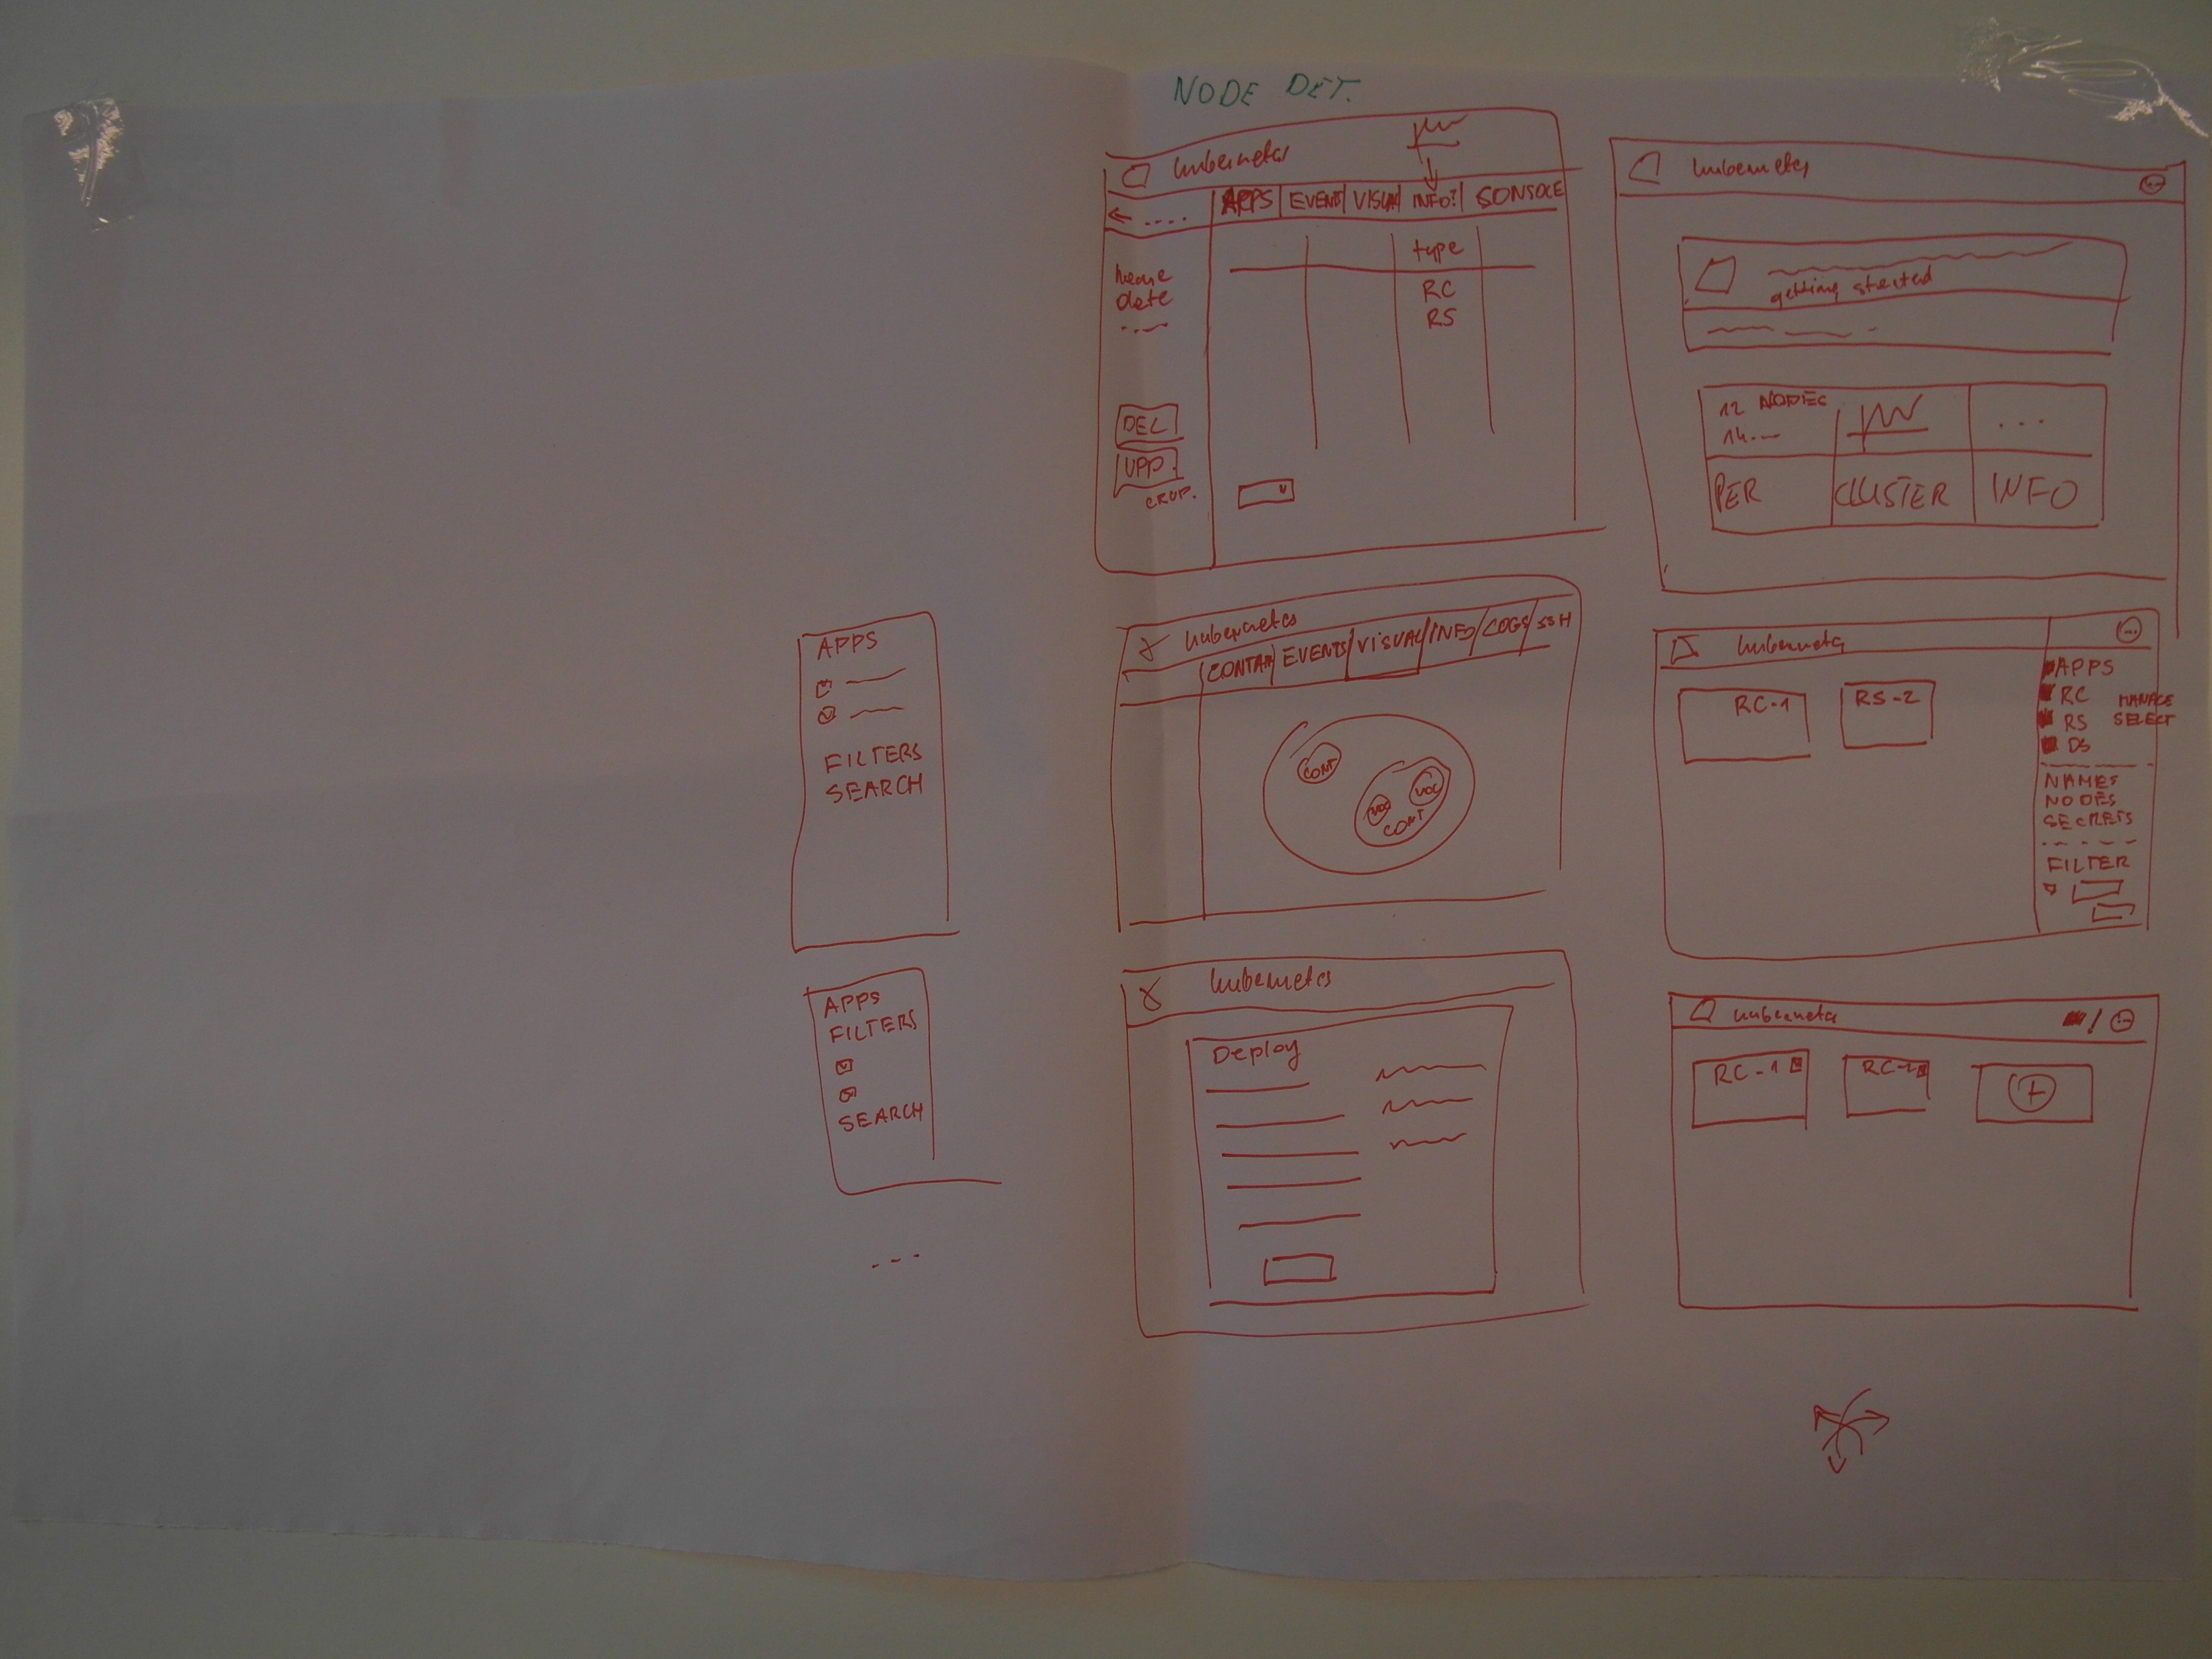 NODE DET.
kubernetes
APPS EVENTS VISUAL INFO? CONSOLE
type
RC
RS
name
date
DEL
UPD.
kubernetes
getting started
12 NODES
14
PER CLUSTER INFO
APPS
FILTERS
SEARCH
kubernetes
CONTAIN EVENTS VISUAL INFO LOGS SSH
CONT
VOL
VOL
CONT
kubernetes
RC-1 RS-2
APPS
RC
RS
DS
MANAGE
SELECT
NAMES
NODES
SECRETS
FILTER
APPS
FILTERS
SEARCH
kubernetes
Deploy
kubernetes
!
RC-1 RC-2
+